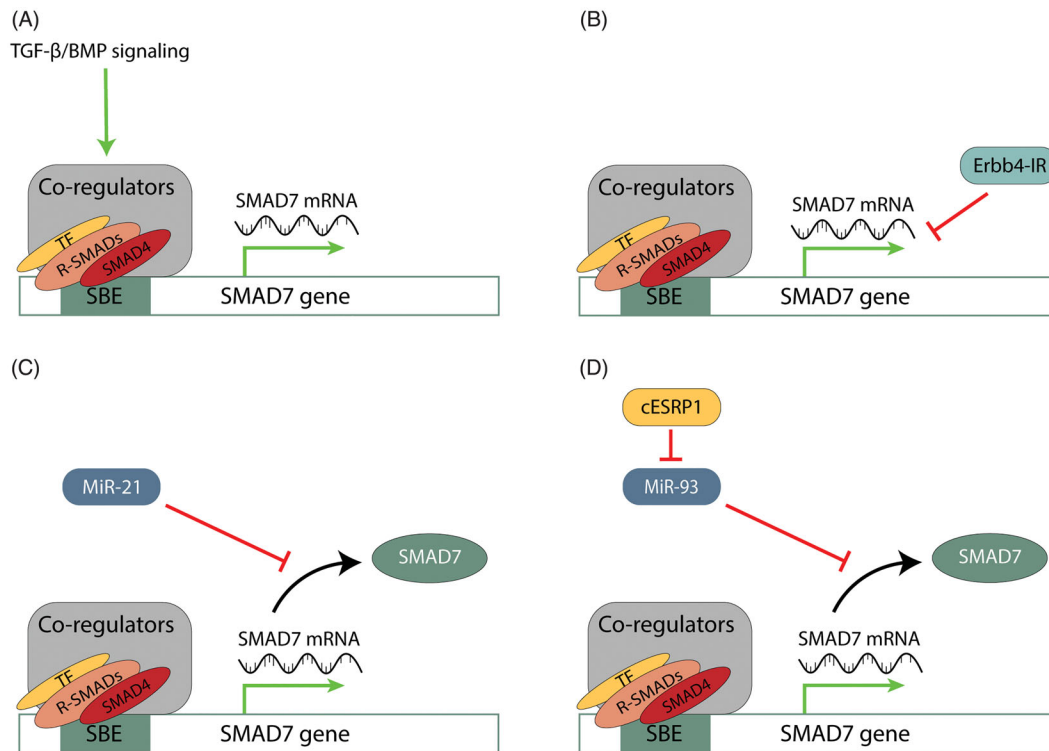 (A)
TGF-β/BMP signaling
Co-regulators
TF
R-SMADs
SMAD4
SBE
SMAD7 mRNA
SMAD7 gene
(B)
Erbb4-IR
Co-regulators
TF
R-SMADs
SMAD4
SBE
SMAD7 mRNA
SMAD7 gene
(C)
MiR-21
SMAD7
Co-regulators
TF
R-SMADs
SMAD4
SBE
SMAD7 mRNA
SMAD7 gene
(D)
cESRP1
MiR-93
SMAD7
Co-regulators
TF
R-SMADs
SMAD4
SBE
SMAD7 mRNA
SMAD7 gene